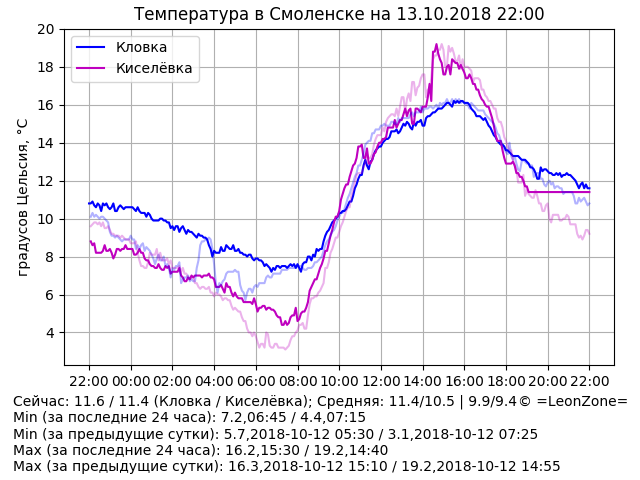 Температура в Смоленске на 13.10.2018 22:00
градусов Цельсия, °C
20
18
16
14
12
10
8
6
4
Кловка
Киселёвка
22:00 00:00 02:00 04:00 06:00 08:00 10:00 12:00 14:00 16:00 18:00 20:00 22:00
Сейчас: 11.6 / 11.4 (Кловка / Киселёвка); Средняя: 11.4/10.5 | 9.9/9.4© =LeonZone=
Min (за последние 24 часа): 7.2,06:45 / 4.4,07:15
Min (за предыдущие сутки): 5.7,2018-10-12 05:30 / 3.1,2018-10-12 07:25
Max (за последние 24 часа): 16.2,15:30 / 19.2,14:40
Max (за предыдущие сутки): 16.3,2018-10-12 15:10 / 19.2,2018-10-12 14:55